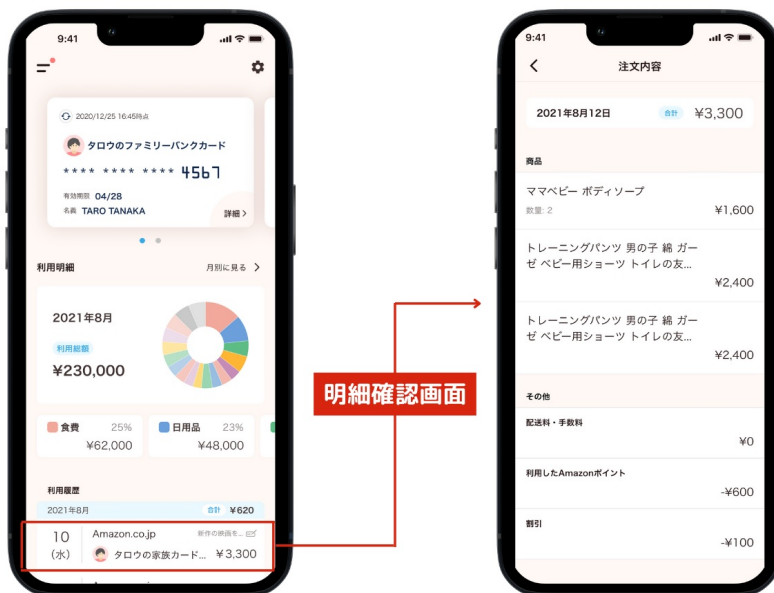 9:41
2020/12/25 16:45時点
タロウのファミリーバンクカード
**** **** **** 4567
有効期限 04/28
名義 TARO TANAKA
詳細 >
利用明細
月別に見る >
2021年8月
利用総額
¥230,000
食費 25%
¥62,000
日用品 23%
¥48,000
利用履歴
2021年8月 合計 ¥620
10 Amazon.co.jp 新作の映画を...
(水) タロウの家族カード... ¥3,300
明細確認画面
9:41
注文内容
2021年8月12日 合計 ¥3,300
商品
ママベビー ボディソープ
数量: 2 ¥1,600
トレーニングパンツ 男の子 綿 ガー
ゼ ベビー用ショーツ トイレの友...
¥2,400
トレーニングパンツ 男の子 綿 ガー
ゼ ベビー用ショーツ トイレの友...
¥2,400
その他
配送料・手数料
¥0
利用したAmazonポイント
-¥600
割引
-¥100